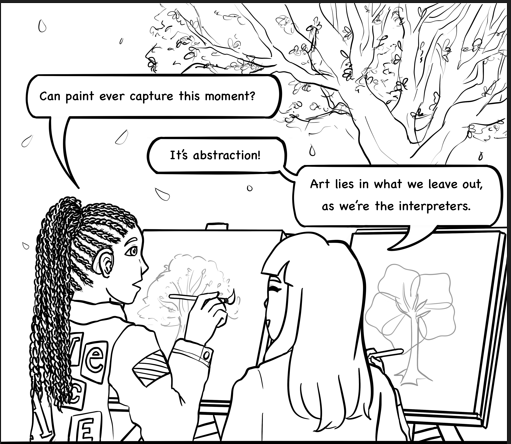 Can paint ever capture this moment?
It's abstraction!
Art lies in what we leave out,
as we're the interpreters.
re
C
E